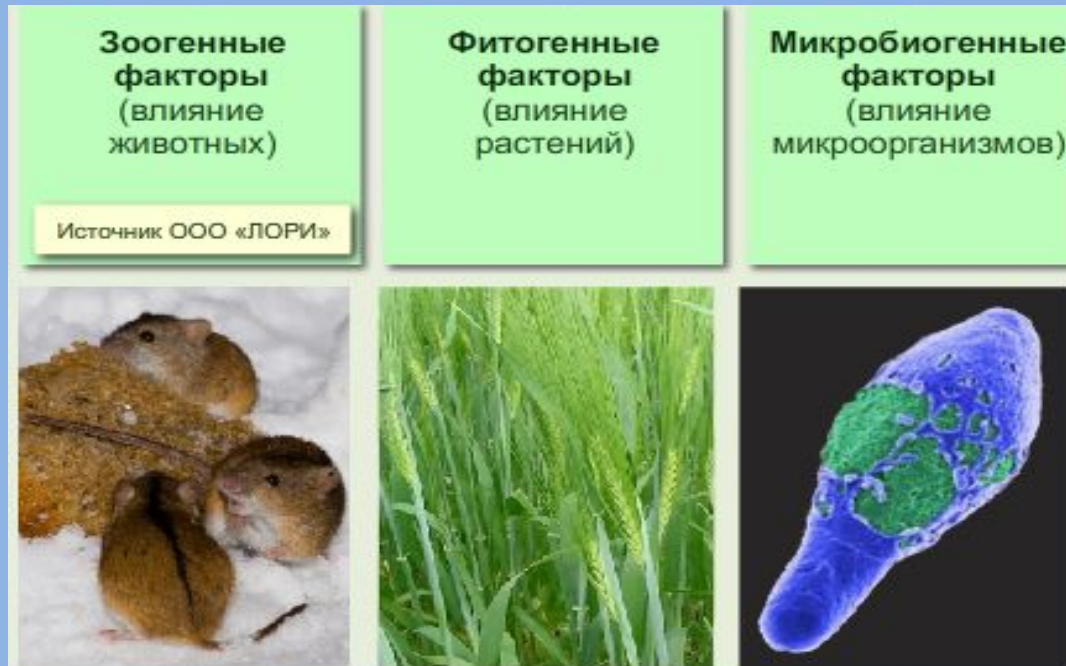 Зоогенные
факторы
(влияние
животных)
Источник ООО «ЛОРИ»
Фитогенные
факторы
(влияние
растений)
Микробиогенные
факторы
(влияние
микроорганизмов)